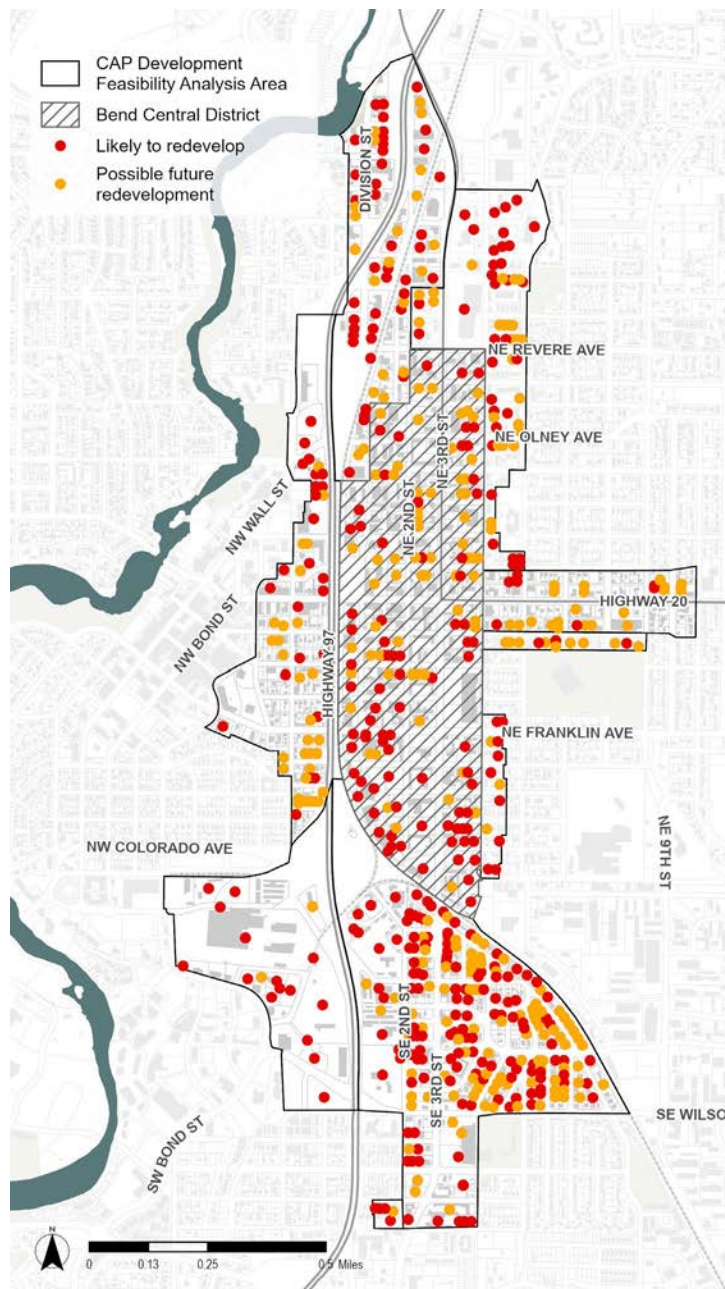 CAP Development
Feasibility Analysis Area
Bend Central District
Likely to redevelop
Possible future
redevelopment
DIVISION ST
NE REVERE AVE
NE 3RD ST
NE OLNEY AVE
NW WALL ST
NE 2ND ST
HIGHWAY 20
NW BOND ST
HIGHWAY 97
NE FRANKLIN AVE
NW COLORADO AVE
NE 9TH ST
SE 2ND ST
SE 3RD ST
SE WILSO
SW BOND ST
N
0 0.13 0.25 0.5 Miles